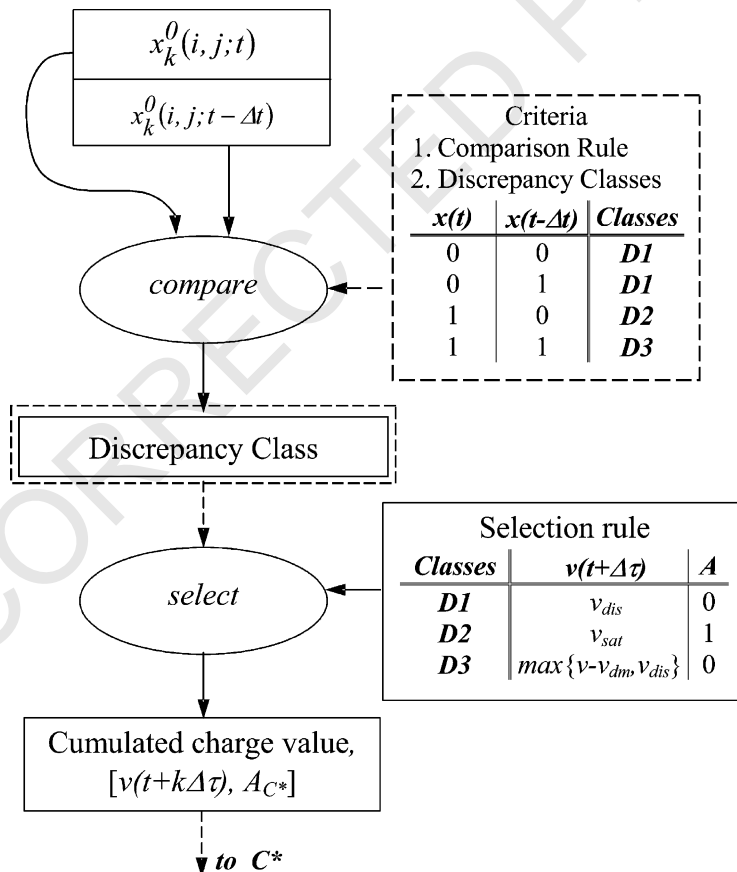 x_k^0(i, j; t)
x_k^0(i, j; t – Δt)
Criteria
1. Comparison Rule
2. Discrepancy Classes
x(t) x(t-Δt) Classes
0 0 D1
0 1 D1
1 0 D2
1 1 D3
compare
Discrepancy Class
Selection rule
Classes v(t+Δτ) A
D1 v_dis 0
D2 v_sat 1
D3 max{v-v_dm,v_dis} 0
select
Cumulated charge value,
[v(t+kΔτ), A_C*]
to C*
CORRECTED P